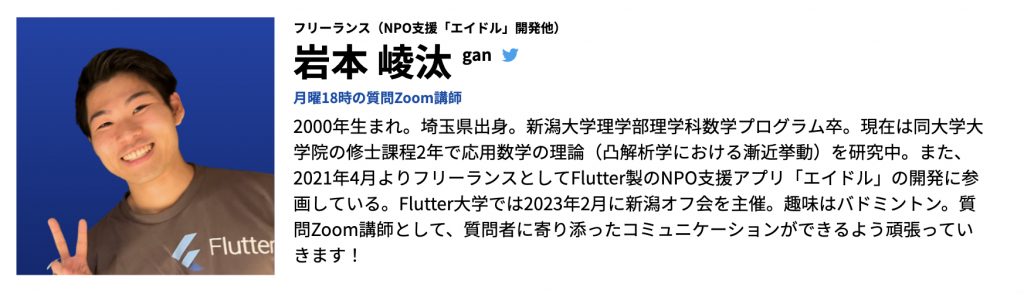 フリーランス（NPO支援「エイドル」開発他）
岩本 崚汰 gan
月曜18時の質問Zoom講師
2000年生まれ。埼玉県出身。新潟大学理学部理学科数学プログラム卒。現在は同大学大
学院の修士課程2年で応用数学の理論（凸解析学における漸近挙動）を研究中。また、
2021年4月よりフリーランスとしてFlutter製のNPO支援アプリ「エイドル」の開発に参
画している。Flutter大学では2023年2月に新潟オフ会を主催。趣味はバドミントン。質
問Zoom講師として、質問者に寄り添ったコミュニケーションができるよう頑張ってい
きます！
Flutter